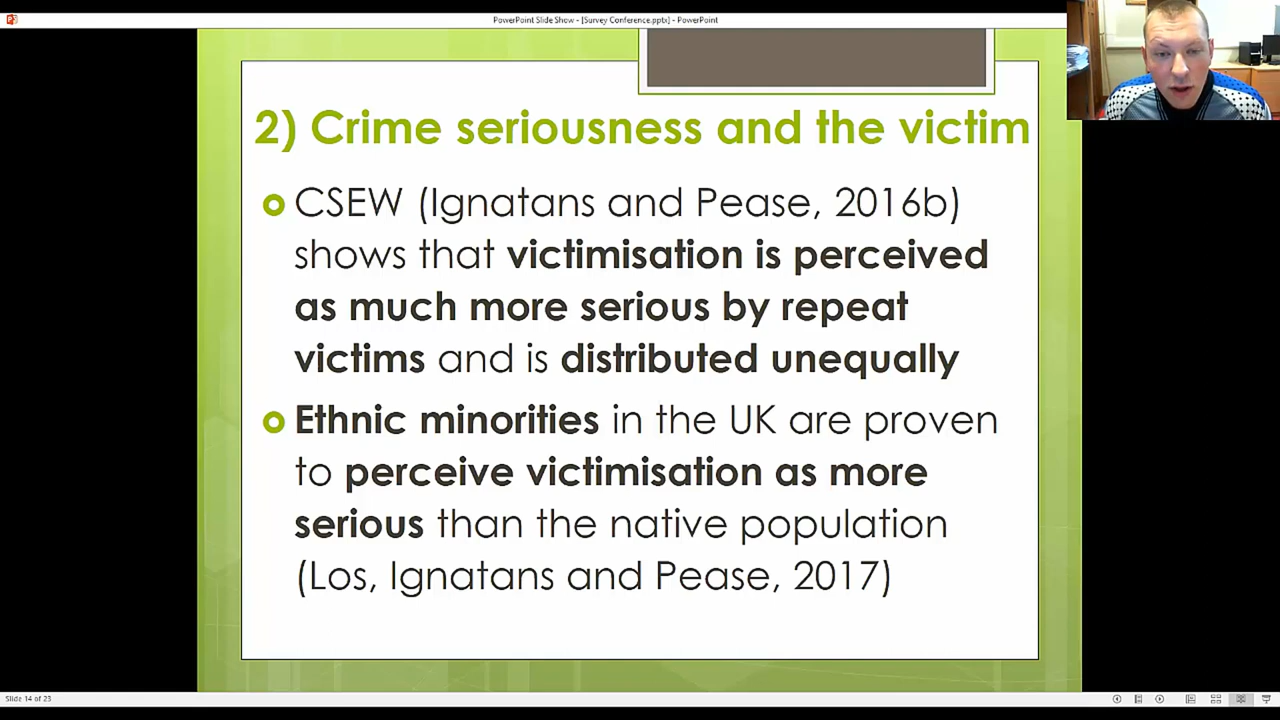 PowerPoint Slide Show - [Survey Conference.pptx] - PowerPoint
2) Crime seriousness and the victim
CSEW (Ignatans and Pease, 2016b)
shows that victimisation is perceived
as much more serious by repeat
victims and is distributed unequally
Ethnic minorities in the UK are proven
to perceive victimisation as more
serious than the native population
(Los, Ignatans and Pease, 2017)
Slide 14 of 23